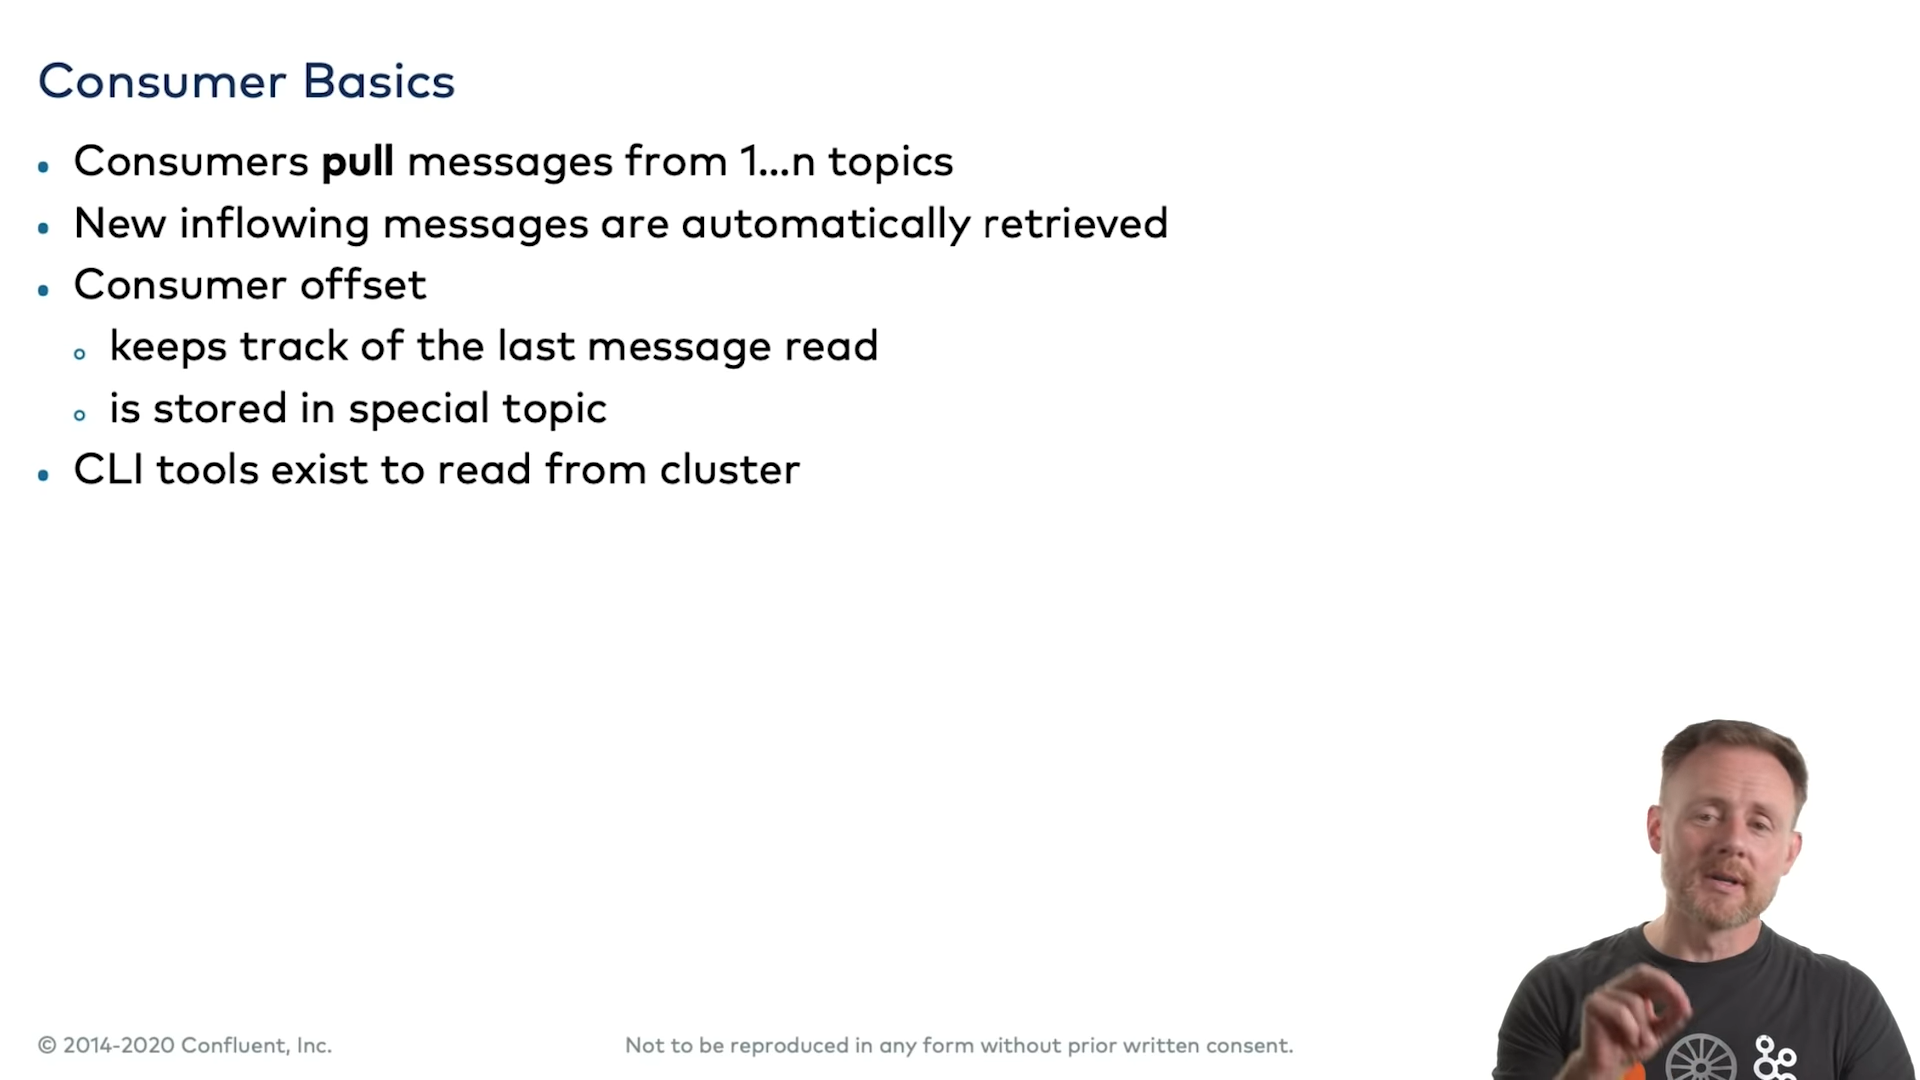 Consumer Basics
• Consumers pull messages from 1...n topics
• New inflowing messages are automatically retrieved
• Consumer offset
◦ keeps track of the last message read
◦ is stored in special topic
• CLI tools exist to read from cluster
© 2014-2020 Confluent, Inc.
Not to be reproduced in any form without prior written consent.